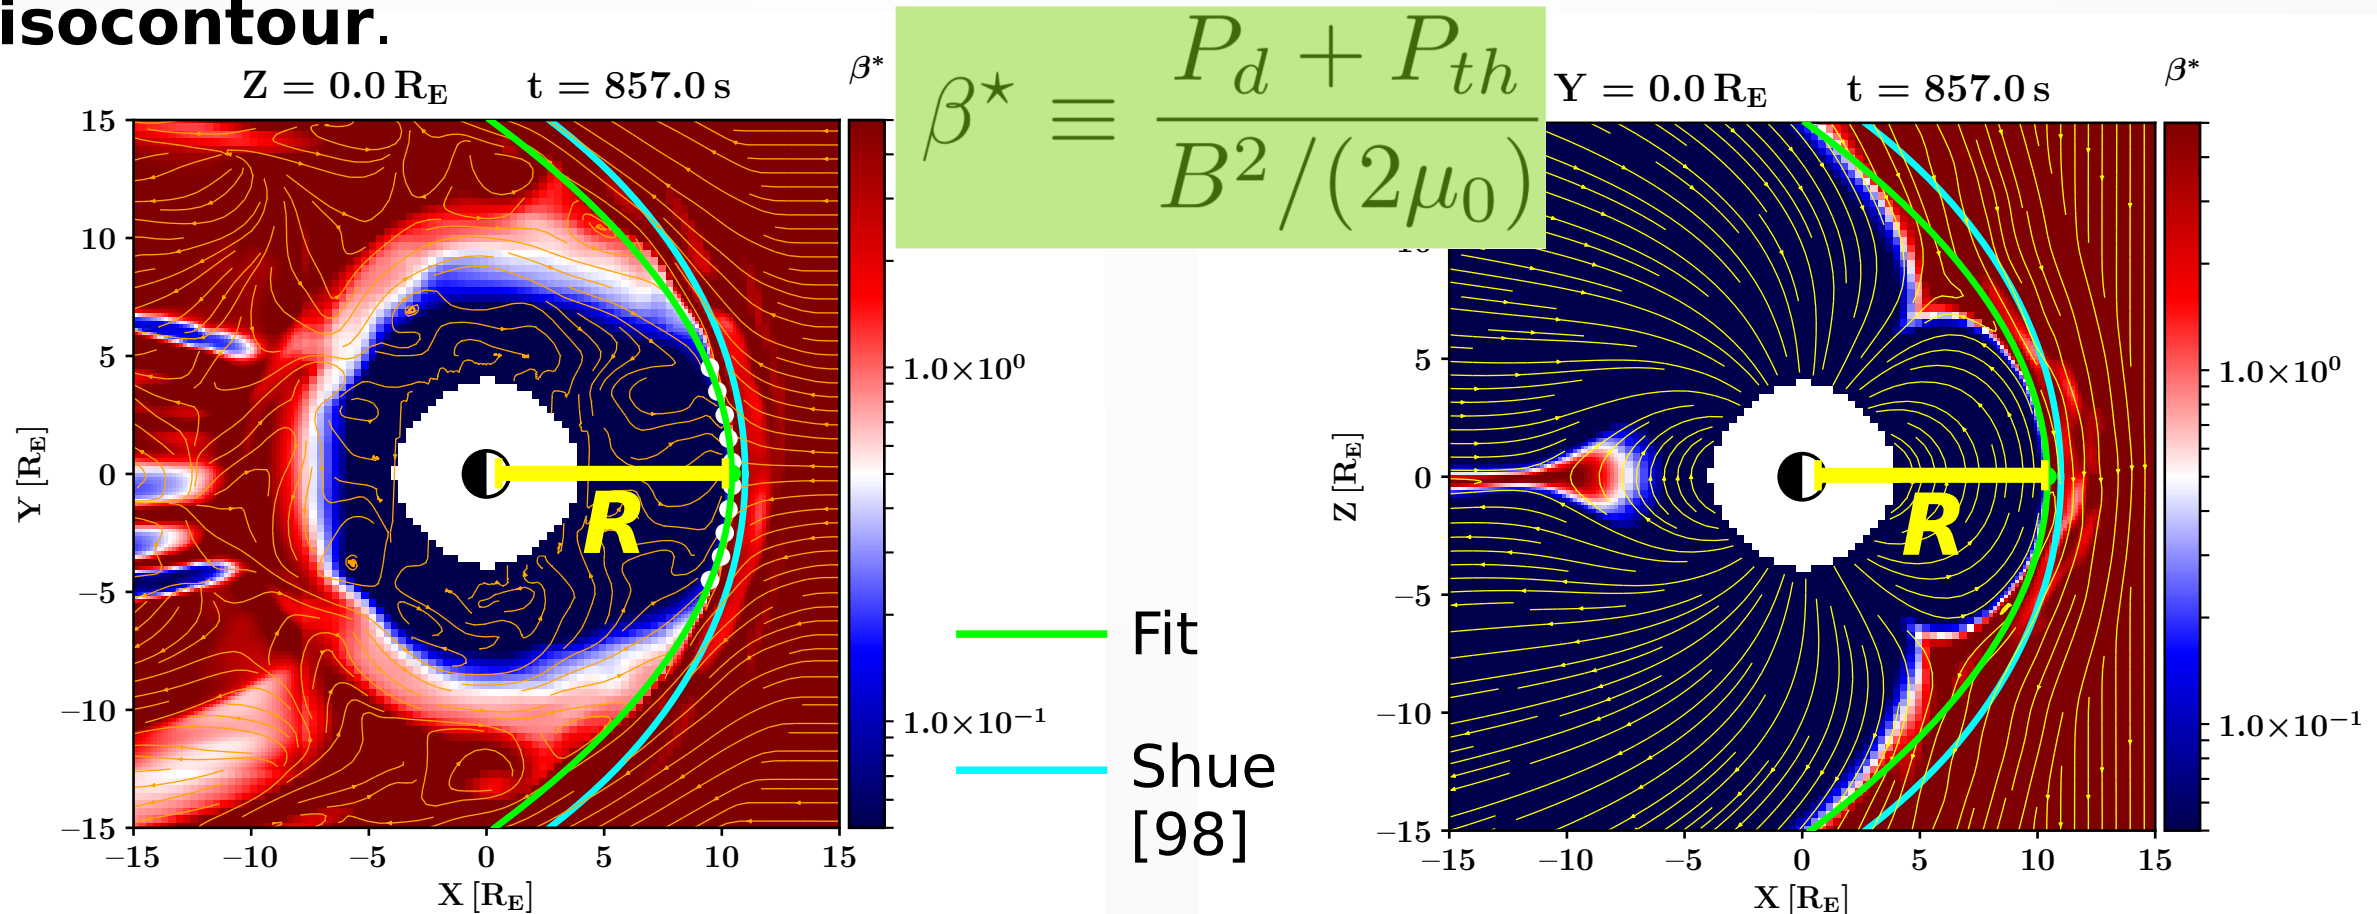 isocontour.
Z = 0.0 R_E t = 857.0 s
β*
β* ≡ (P_d + P_th) / (B²/(2μ₀))
Y = 0.0 R_E t = 857.0 s
β*
15
10
5
0
−5
−10
−15
Y [R_E]
−15 −10 −5 0 5 10 15
X [R_E]
R
1.0×10⁰
1.0×10⁻¹
Fit
Shue
[98]
5
0
−5
−10
−15
Z [R_E]
−15 −10 −5 0 5 10 15
X [R_E]
R
1.0×10⁰
1.0×10⁻¹